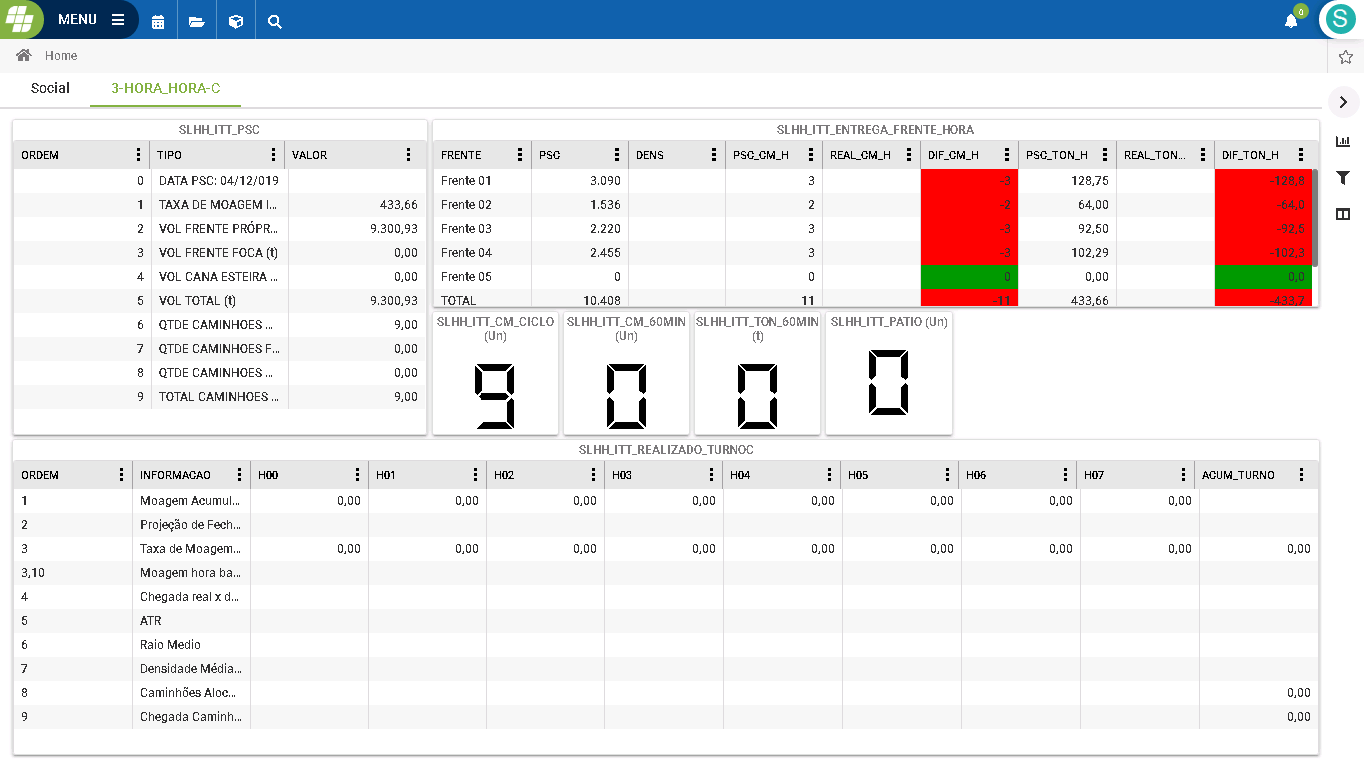 MENU
0
S
Home
Social 3-HORA_HORA-C
SLHH_ITT_PSC
ORDEM TIPO VALOR
0 DATA PSC: 04/12/019
1 TAXA DE MOAGEM I... 433,66
2 VOL FRENTE PRÓPR... 9.300,93
3 VOL FRENTE FOCA (t) 0,00
4 VOL CANA ESTEIRA ... 0,00
5 VOL TOTAL (t) 9.300,93
6 QTDE CAMINHOES ... 9,00
7 QTDE CAMINHOES F... 0,00
8 QTDE CAMINHOES ... 0,00
9 TOTAL CAMINHOES ... 9,00
SLHH_ITT_ENTREGA_FRENTE_HORA
FRENTE PSC DENS PSC_CM_H REAL_CM_H DIF_CM_H PSC_TON_H REAL_TON... DIF_TON_H
Frente 01 3.090 3 -3 128,75 -128,8
Frente 02 1.536 2 -2 64,00 -64,0
Frente 03 2.220 3 -3 92,50 -92,5
Frente 04 2.455 3 -3 102,29 -102,3
Frente 05 0 0 0 0,00 0,0
TOTAL 10.408 11 -11 433,66 -433,7
SLHH_ITT_CM_CICLO
(Un)
9
SLHH_ITT_CM_60MIN
(Un)
0
SLHH_ITT_TON_60MIN
(t)
0
SLHH_ITT_PATIO (Un)
0
SLHH_ITT_REALIZADO_TURNOC
ORDEM INFORMACAO H00 H01 H02 H03 H04 H05 H06 H07 ACUM_TURNO
1 Moagem Acumul... 0,00 0,00 0,00 0,00 0,00 0,00 0,00 0,00
2 Projeção de Fech...
3 Taxa de Moagem... 0,00 0,00 0,00 0,00 0,00 0,00 0,00 0,00 0,00
3,10 Moagem hora ba...
4 Chegada real x d...
5 ATR
6 Raio Medio
7 Densidade Média...
8 Caminhões Aloc... 0,00
9 Chegada Caminh... 0,00